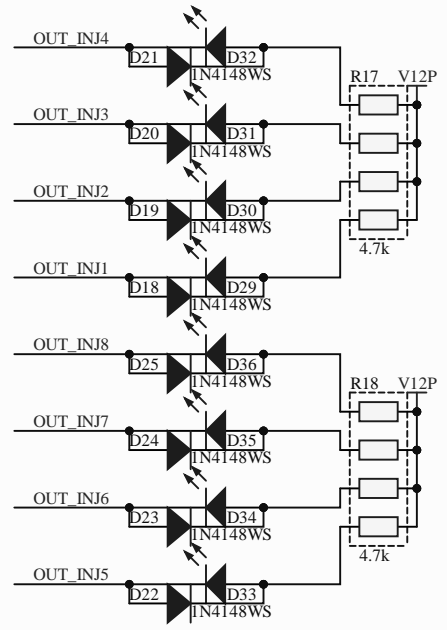 OUT_INJ4
D21 D32
1N4148WS
R17 V12P
OUT_INJ3
D20 D31
1N4148WS
OUT_INJ2
D19 D30
1N4148WS
4.7k
OUT_INJ1
D18 D29
1N4148WS
OUT_INJ8
D25 D36
1N4148WS
R18 V12P
OUT_INJ7
D24 D35
1N4148WS
OUT_INJ6
D23 D34
1N4148WS
4.7k
OUT_INJ5
D22 D33
1N4148WS